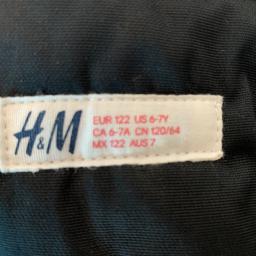 H&M
EUR 122 US 6-7Y
CA 6-7A CN 120/64
MX 122 AUS 7